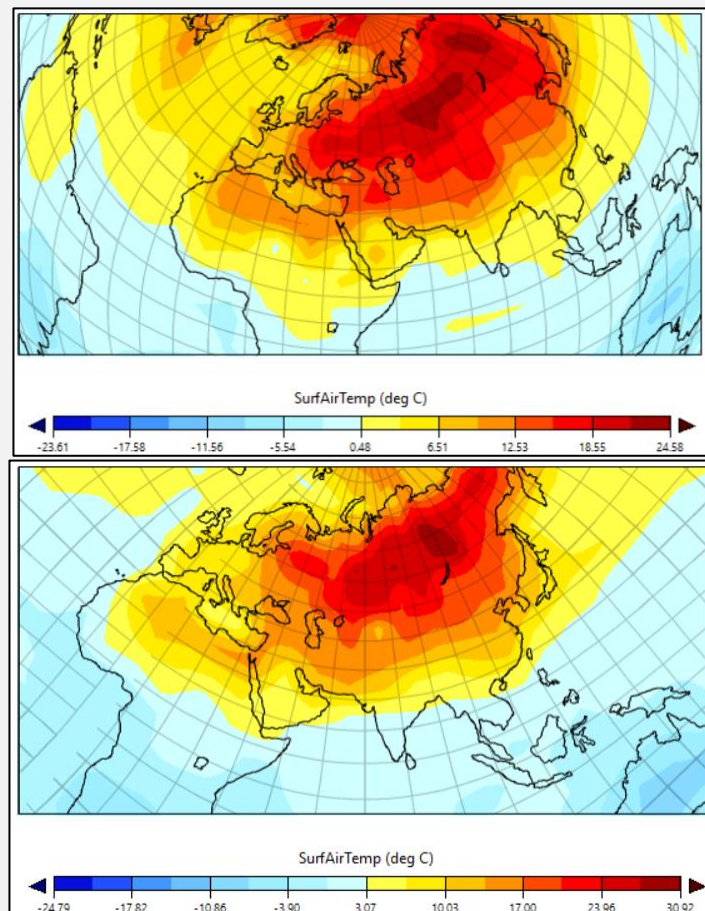 SurfAirTemp (deg C)
-23.61 -17.58 -11.56 -5.54 0.48 6.51 12.53 18.55 24.58
SurfAirTemp (deg C)
-24.79 -17.82 -10.86 -3.90 3.07 10.03 17.00 23.96 30.92